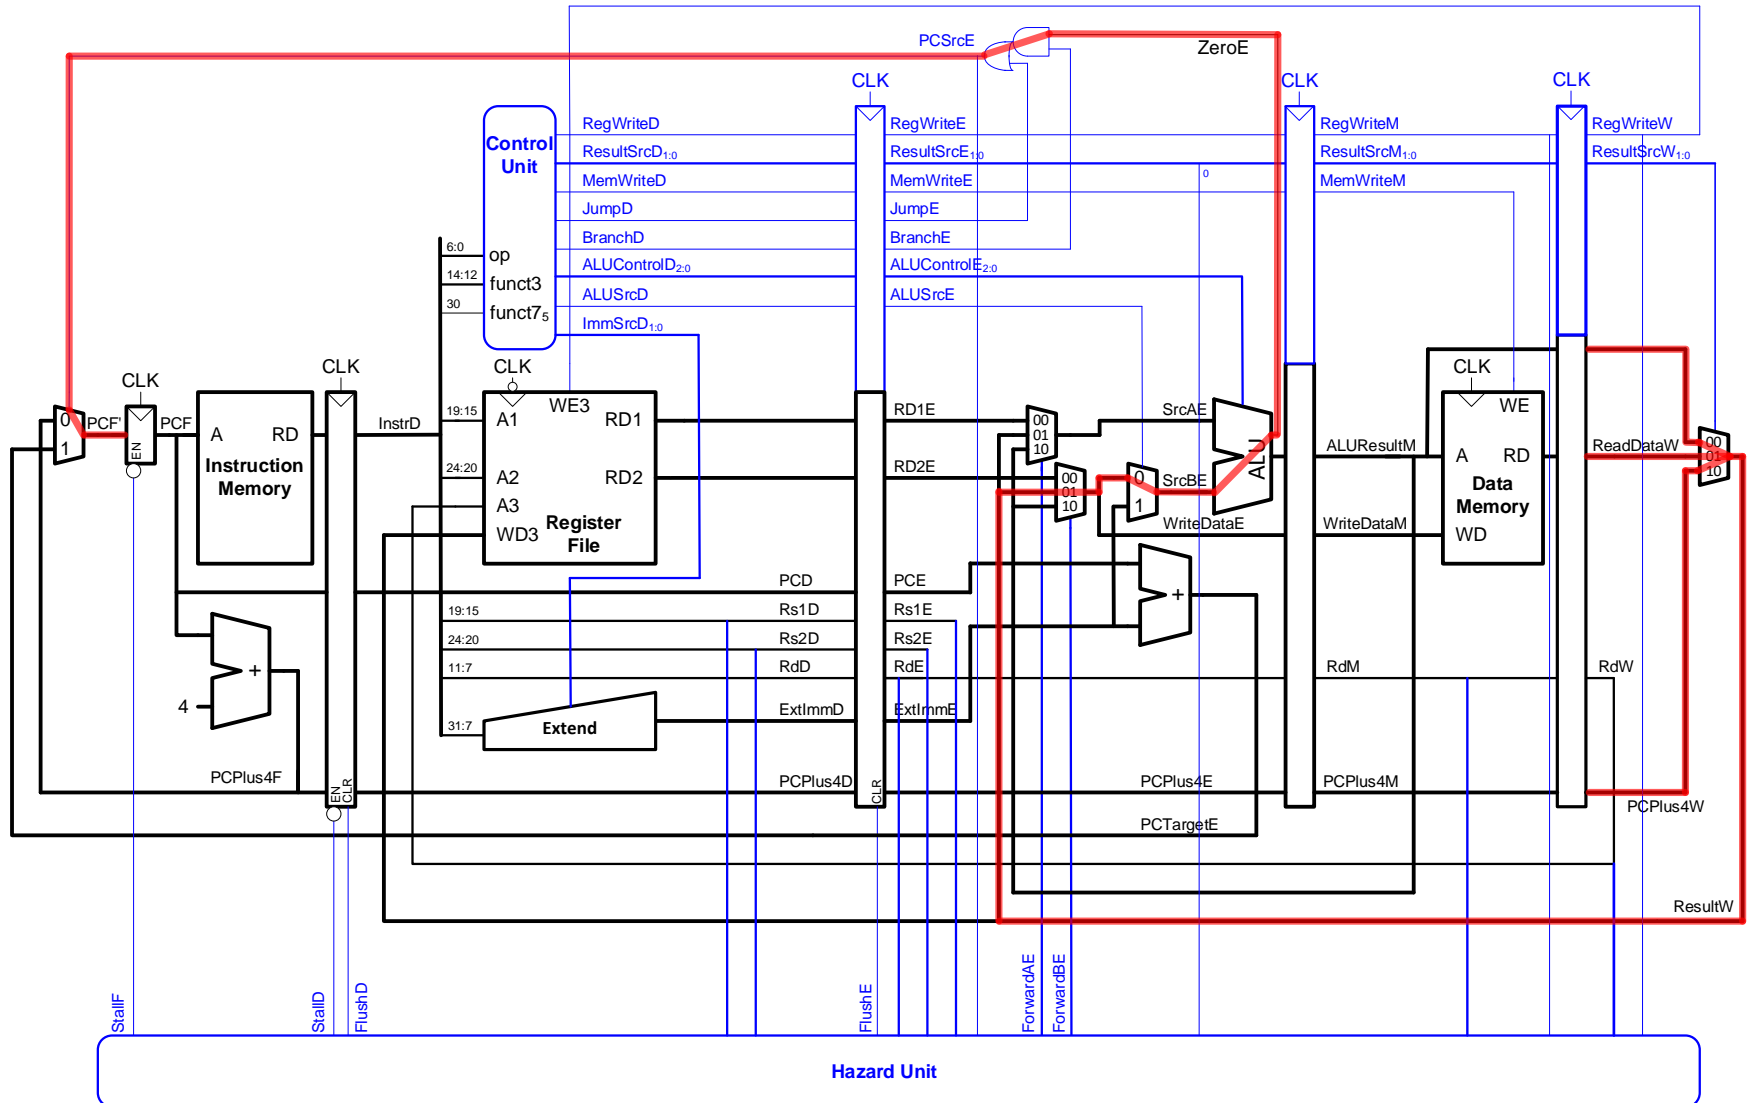 PCSrcE
ZeroE
CLK
CLK
CLK
Control
Unit
RegWriteD
RegWriteE
RegWriteM
RegWriteW
ResultSrcD1:0
ResultSrcE1:0
ResultSrcM1:0
ResultSrcW1:0
0
MemWriteD
MemWriteE
MemWriteM
JumpD
JumpE
BranchD
BranchE
6:0
op
ALUControlD2:0
ALUControlE2:0
14:12
funct3
ALUSrcD
ALUSrcE
30
funct75
ImmSrcD1:0
CLK
CLK
CLK
CLK
0
1
PCF'
EN
PCF
A
RD
Instruction
Memory
InstrD
19:15
A1
WE3
RD1
RD1E
00
01
10
SrcAE
ALU
ALUResultM
WE
A
RD
Data
Memory
WD
ReadDataW
00
01
10
24:20
A2
RD2
RD2E
00
01
10
0
1
SrcBE
A3
WD3
Register
File
WriteDataE
WriteDataM
PCD
PCE
+
19:15
Rs1D
Rs1E
24:20
Rs2D
Rs2E
11:7
RdD
RdE
RdM
RdW
+
4
31:7
Extend
ExtImmD
ExtImmE
PCPlus4F
EN
CLR
PCPlus4D
CLR
PCPlus4E
PCPlus4M
PCPlus4W
PCTargetE
ResultW
StallF
StallD
FlushD
FlushE
ForwardAE
ForwardBE
Hazard Unit